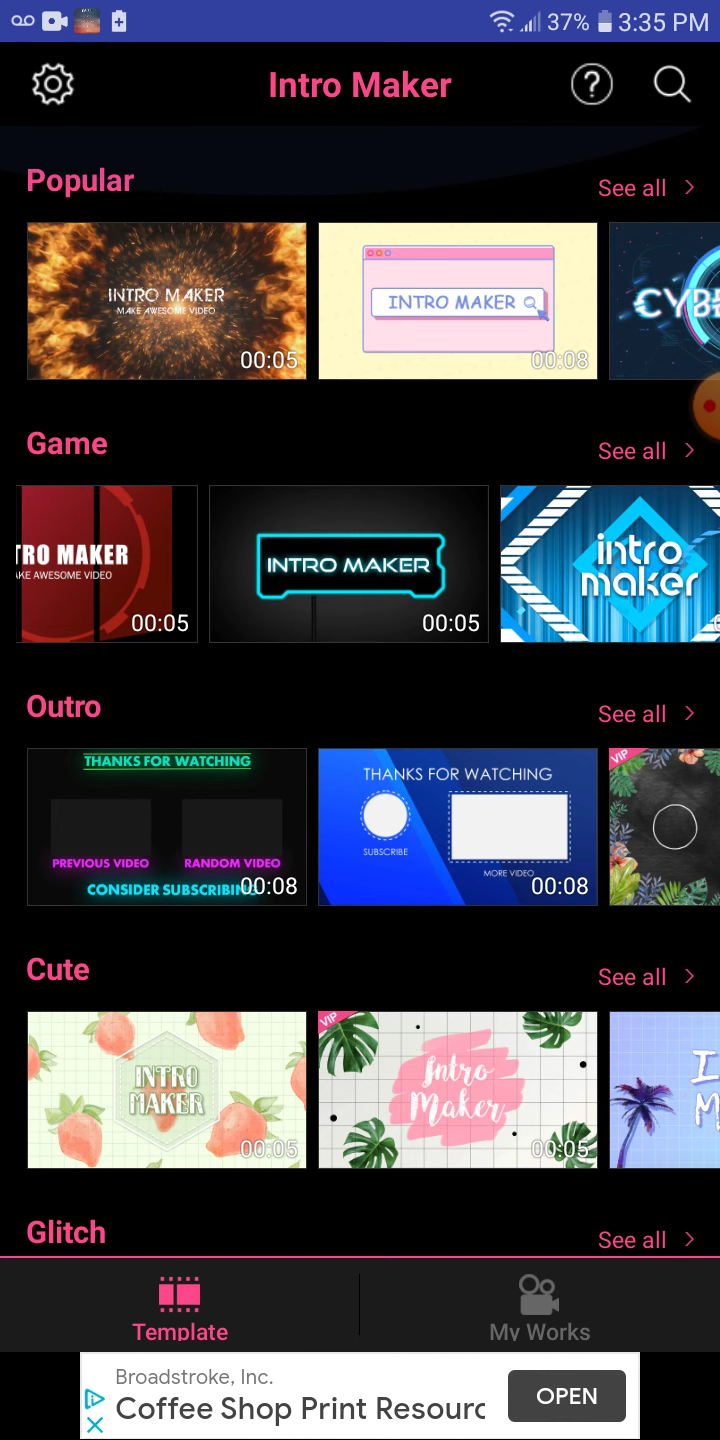 37% 3:35 PM
Intro Maker
Popular
See all
INTRO MAKER
MAKE AWESOME VIDEO
00:05
INTRO MAKER
00:08
CYBE
Game
See all
TRO MAKER
AKE AWESOME VIDEO
00:05
INTRO MAKER
00:05
intro
maker
Outro
See all
THANKS FOR WATCHING
PREVIOUS VIDEO
RANDOM VIDEO
CONSIDER SUBSCRIBING
00:08
THANKS FOR WATCHING
SUBSCRIBE
MORE VIDEO
00:08
VIP
Cute
See all
INTRO
MAKER
00:05
VIP
Intro
Maker
00:05
I
M
Glitch
See all
Template
My Works
Broadstroke, Inc.
Coffee Shop Print Resourc
OPEN